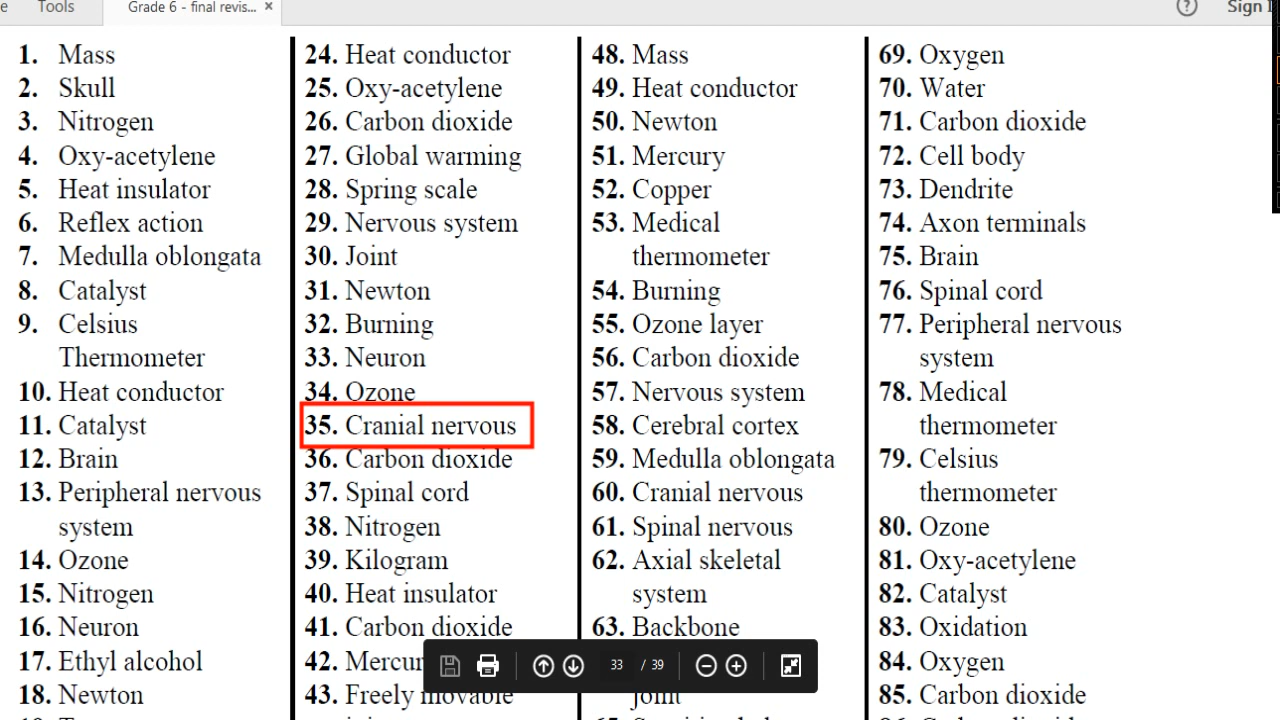 Tools
Grade 6 - final revis... ×
Sign
1. Mass
2. Skull
3. Nitrogen
4. Oxy-acetylene
5. Heat insulator
6. Reflex action
7. Medulla oblongata
8. Catalyst
9. Celsius
Thermometer
10. Heat conductor
11. Catalyst
12. Brain
13. Peripheral nervous
system
14. Ozone
15. Nitrogen
16. Neuron
17. Ethyl alcohol
18. Newton
24. Heat conductor
25. Oxy-acetylene
26. Carbon dioxide
27. Global warming
28. Spring scale
29. Nervous system
30. Joint
31. Newton
32. Burning
33. Neuron
34. Ozone
35. Cranial nervous
36. Carbon dioxide
37. Spinal cord
38. Nitrogen
39. Kilogram
40. Heat insulator
41. Carbon dioxide
42.
43. Freely movable
48. Mass
49. Heat conductor
50. Newton
51. Mercury
52. Copper
53. Medical
thermometer
54. Burning
55. Ozone layer
56. Carbon dioxide
57. Nervous system
58. Cerebral cortex
59. Medulla oblongata
60. Cranial nervous
61. Spinal nervous
62. Axial skeletal
system
63. Backbone
joint
69. Oxygen
70. Water
71. Carbon dioxide
72. Cell body
73. Dendrite
74. Axon terminals
75. Brain
76. Spinal cord
77. Peripheral nervous
system
78. Medical
thermometer
79. Celsius
thermometer
80. Ozone
81. Oxy-acetylene
82. Catalyst
83. Oxidation
84. Oxygen
85. Carbon dioxide
33 / 39